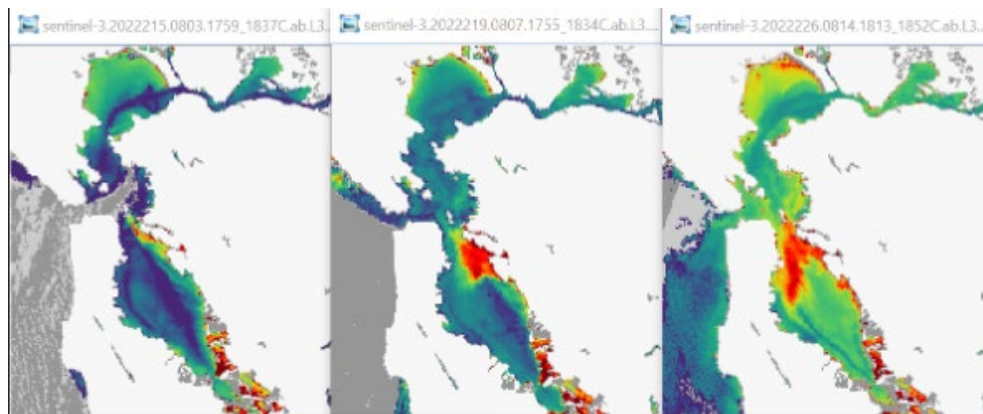 sentinel-3.2022215.0803.1759_1837C.ab.L3...
sentinel-3.2022219.0807.1755_1834C.ab.L3....
sentinel-3.2022226.0814.1813_1852C.ab.L3...